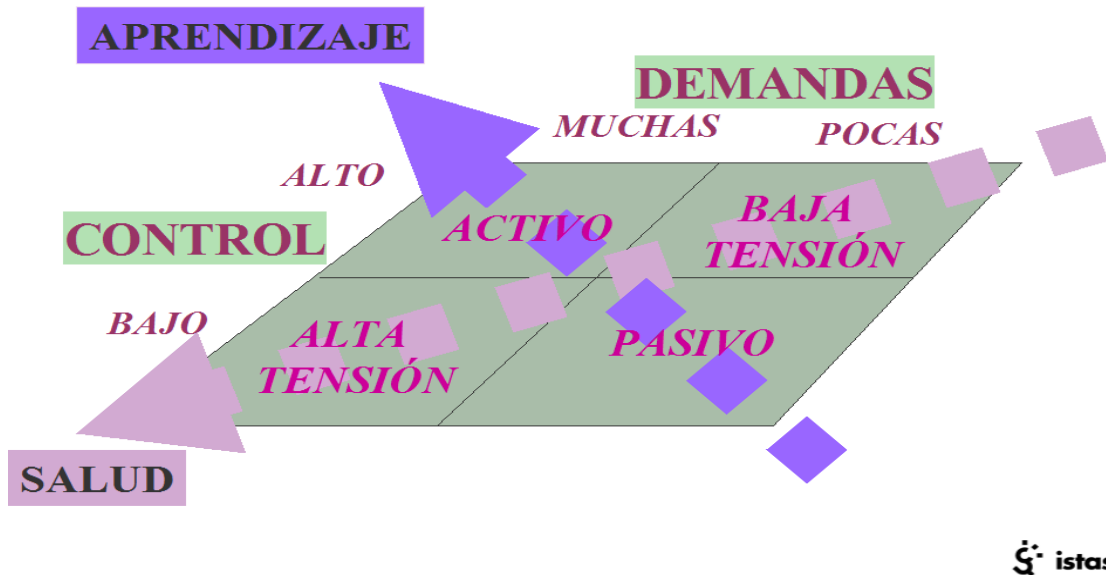 APRENDIZAJE
DEMANDAS
MUCHAS
POCAS
ALTO
CONTROL
ACTIVO
BAJA
TENSIÓN
BAJO
ALTA
TENSIÓN
PASIVO
SALUD
istas